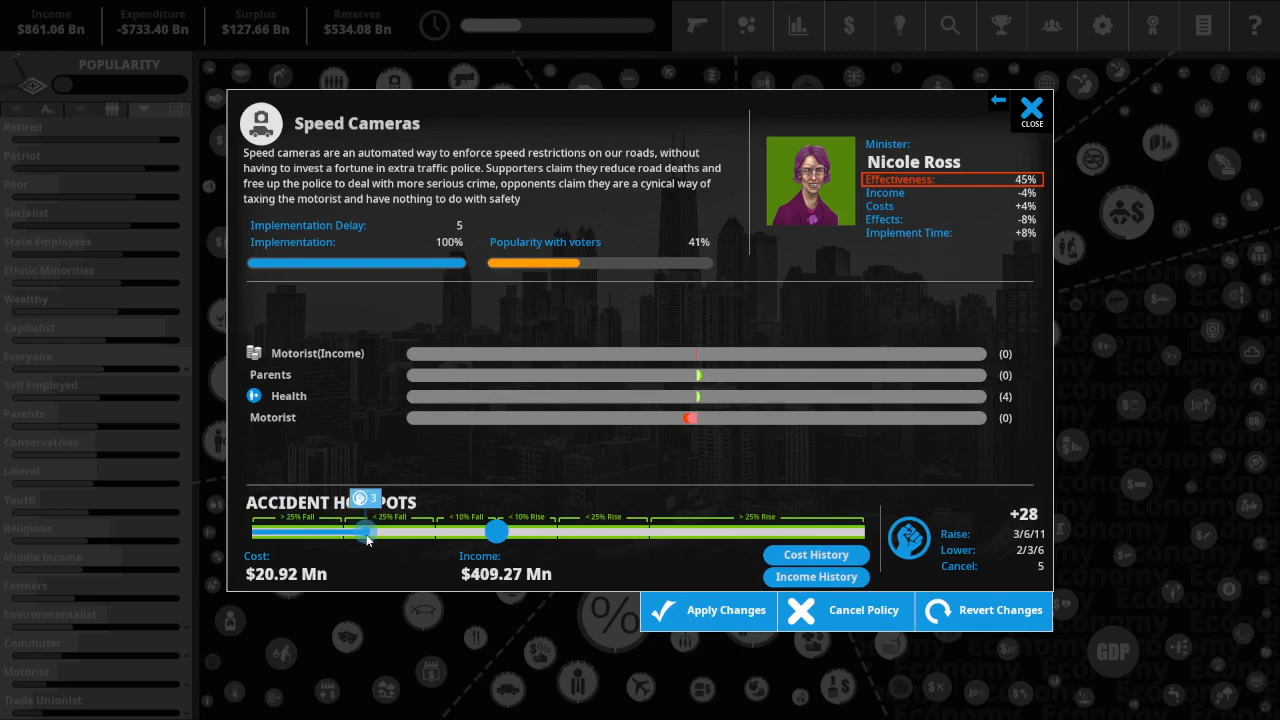 Income
$861.06 Bn
Expenditure
-$733.40 Bn
Surplus
$127.66 Bn
Reserves
$534.08 Bn
?
POPULARITY
Retired
Patriot
Poor
Socialist
State Employees
Ethnic Minorities
Wealthy
Capitalist
Everyone
Self Employed
Parents
Conservatives
Liberal
Youth
Religious
Middle Income
Farmers
Environmentalist
Commuter
Motorist
Trade Unionist
CLOSE
Speed Cameras
Speed cameras are an automated way to enforce speed restrictions on our roads, without
having to invest a fortune in extra traffic police. Supporters claim they reduce road deaths and
free up the police to deal with more serious crime, opponents claim they are a cynical way of
taxing the motorist and have nothing to do with safety
Implementation Delay: 5
Implementation: 100%
Popularity with voters 41%
Minister:
Nicole Ross
Effectiveness: 45%
Income -4%
Costs +4%
Effects: -8%
Implement Time: +8%
Motorist(Income) (0)
Parents (0)
Health (4)
Motorist (0)
3
> 25% Fall < 25% Fall < 10% Fall < 10% Rise < 25% Rise > 25% Rise
Cost:
$20.92 Mn
Income:
$409.27 Mn
Cost History
Income History
+28
Raise: 3/6/11
Lower: 2/3/6
Cancel: 5
Apply Changes
Cancel Policy
Revert Changes
GDP
Economy